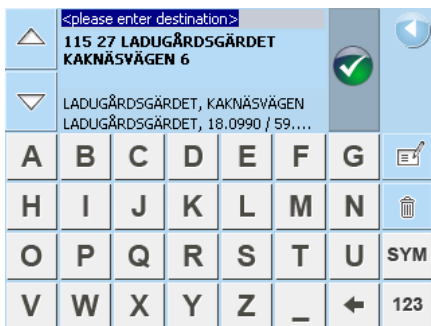 <please enter destination>
115 27 LADUGÅRDSGÄRDET
KAKNÄSVÄGEN 6
LADUGÅRDSGÄRDET, KAKNÄSVÄGEN
LADUGÅRDSGÄRDET, 18.0990 / 59....
A B C D E F G
H I J K L M N
O P Q R S T U SYM
V W X Y Z _ 123